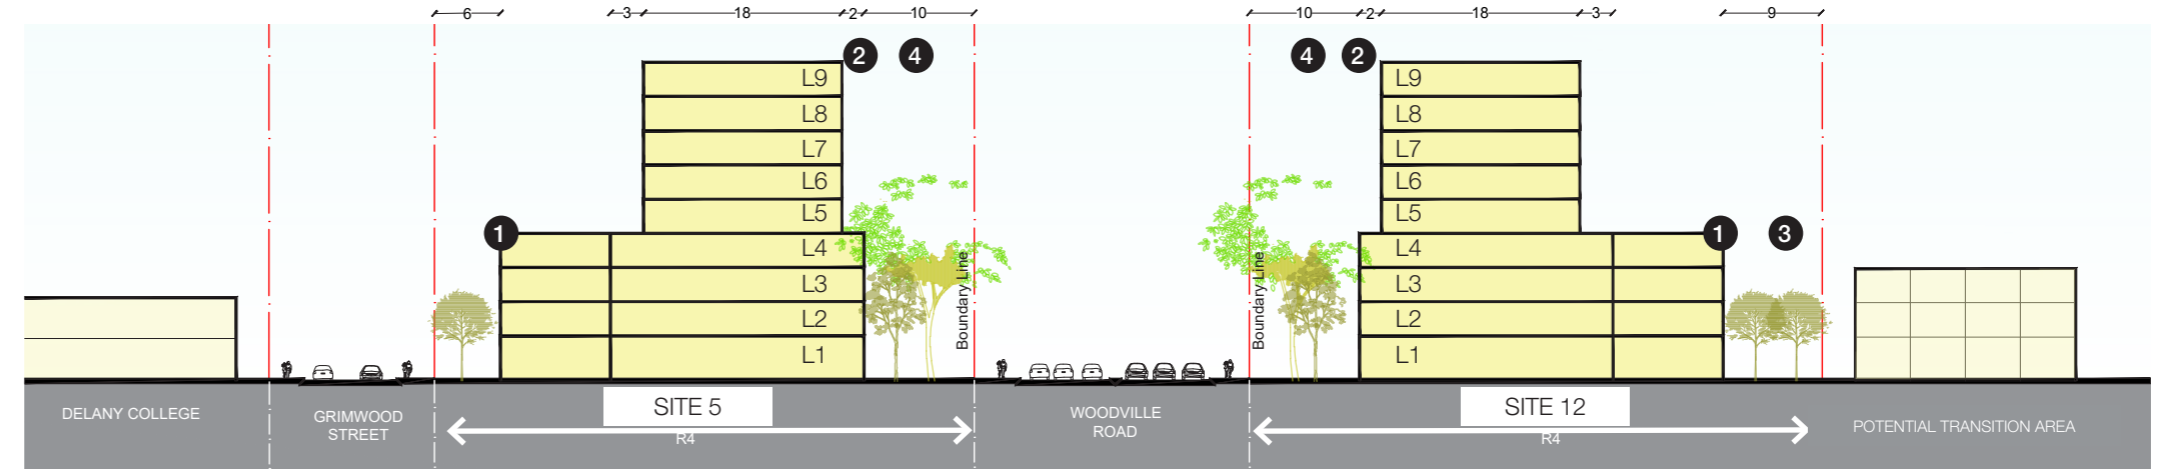 6 3 18 2 10 10 2 18 3 9
2 4 4 2
L9 L9
L8 L8
L7 L7
L6 L6
L5 L5
1 1 3
L4 L4
L3 L3
L2 L2
L1 L1
Boundary Line
Boundary Line
DELANY COLLEGE
GRIMWOOD
STREET
SITE 5
R4
WOODVILLE
ROAD
SITE 12
R4
POTENTIAL TRANSITION AREA